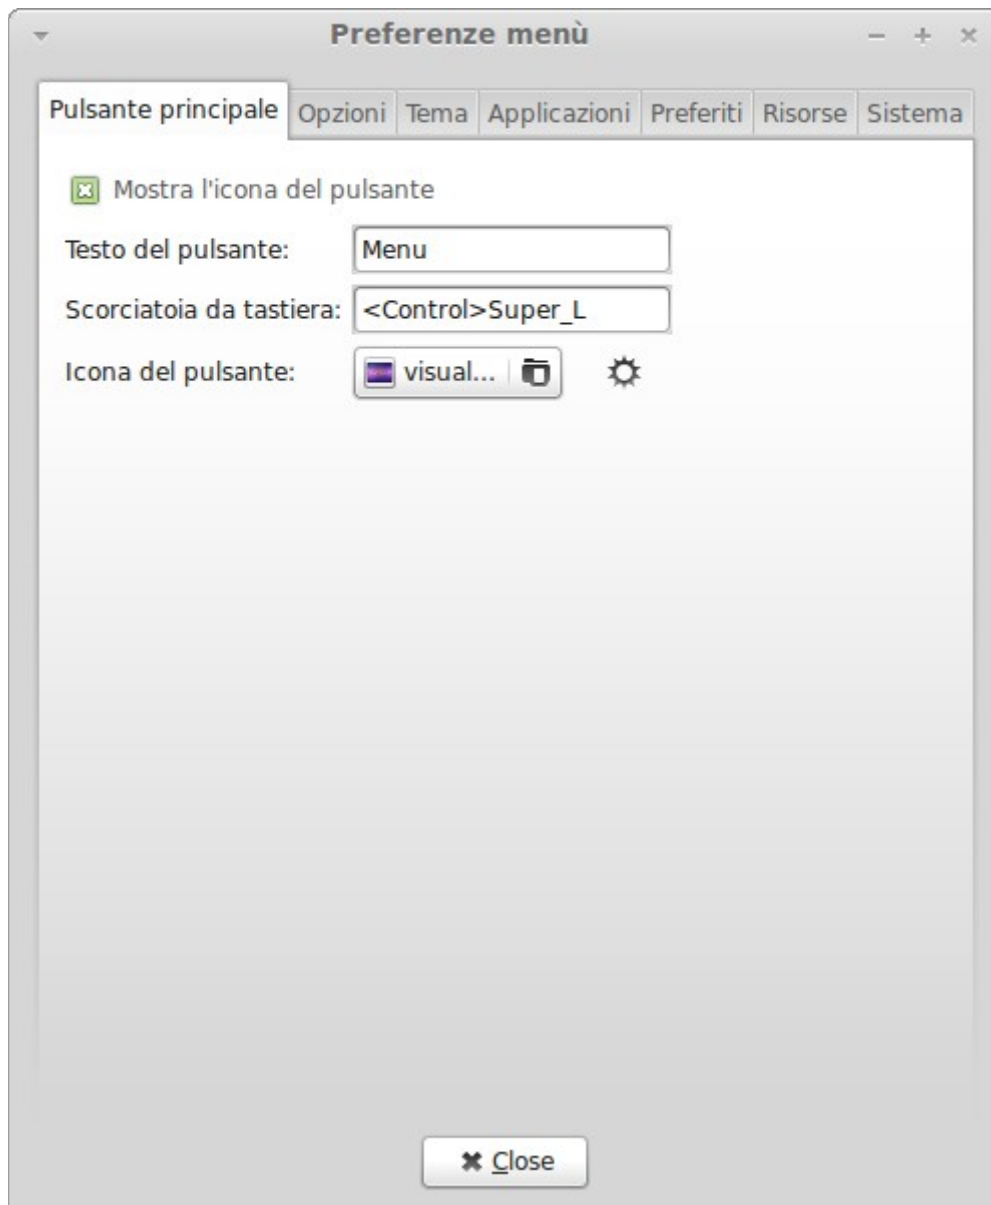 Preferenze menù
Pulsante principale Opzioni Tema Applicazioni Preferiti Risorse Sistema
Mostra l'icona del pulsante
Testo del pulsante: Menu
Scorciatoia da tastiera: <Control>Super_L
Icona del pulsante: visual...
Close